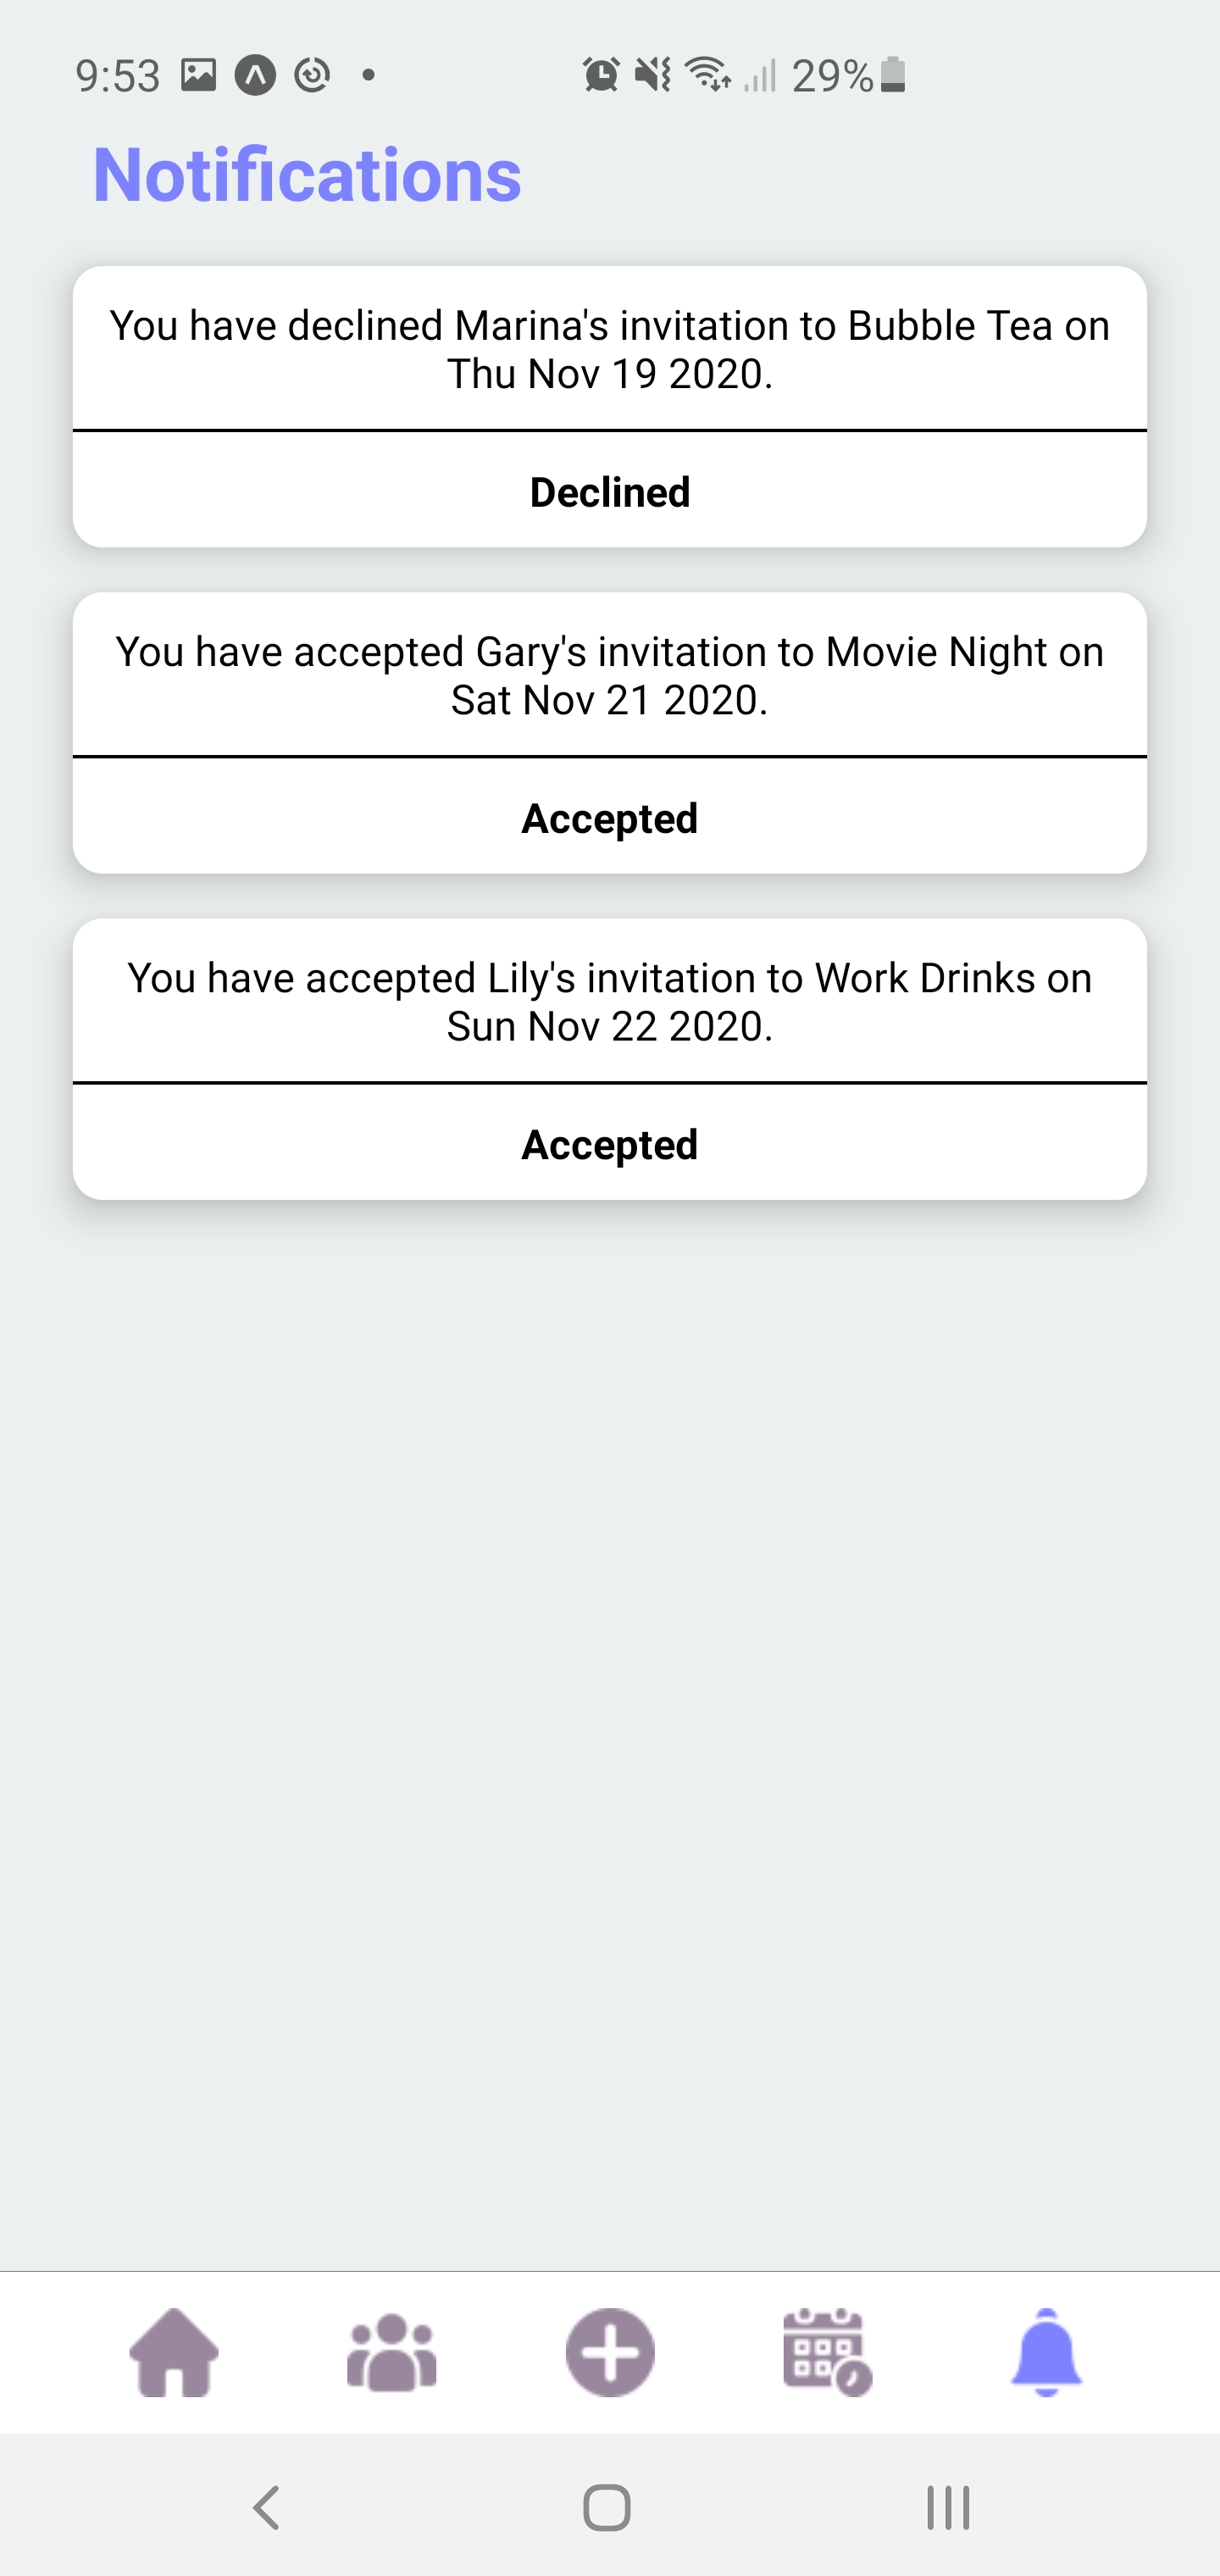 9:53
29%
Notifications
You have declined Marina's invitation to Bubble Tea on
Thu Nov 19 2020.
Declined
You have accepted Gary's invitation to Movie Night on
Sat Nov 21 2020.
Accepted
You have accepted Lily's invitation to Work Drinks on
Sun Nov 22 2020.
Accepted